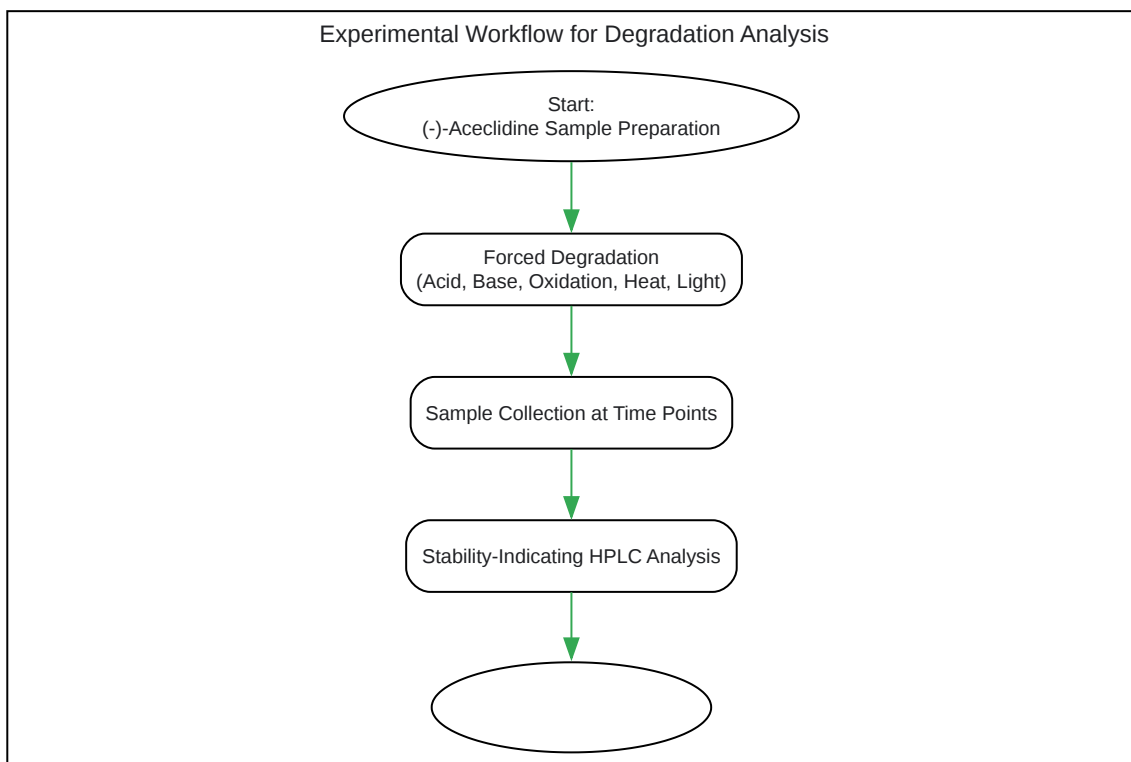 Experimental Workflow for Degradation Analysis
Start:
(-)-Aceclidine Sample Preparation
Forced Degradation
(Acid, Base, Oxidation, Heat, Light)
Sample Collection at Time Points
Stability-Indicating HPLC Analysis